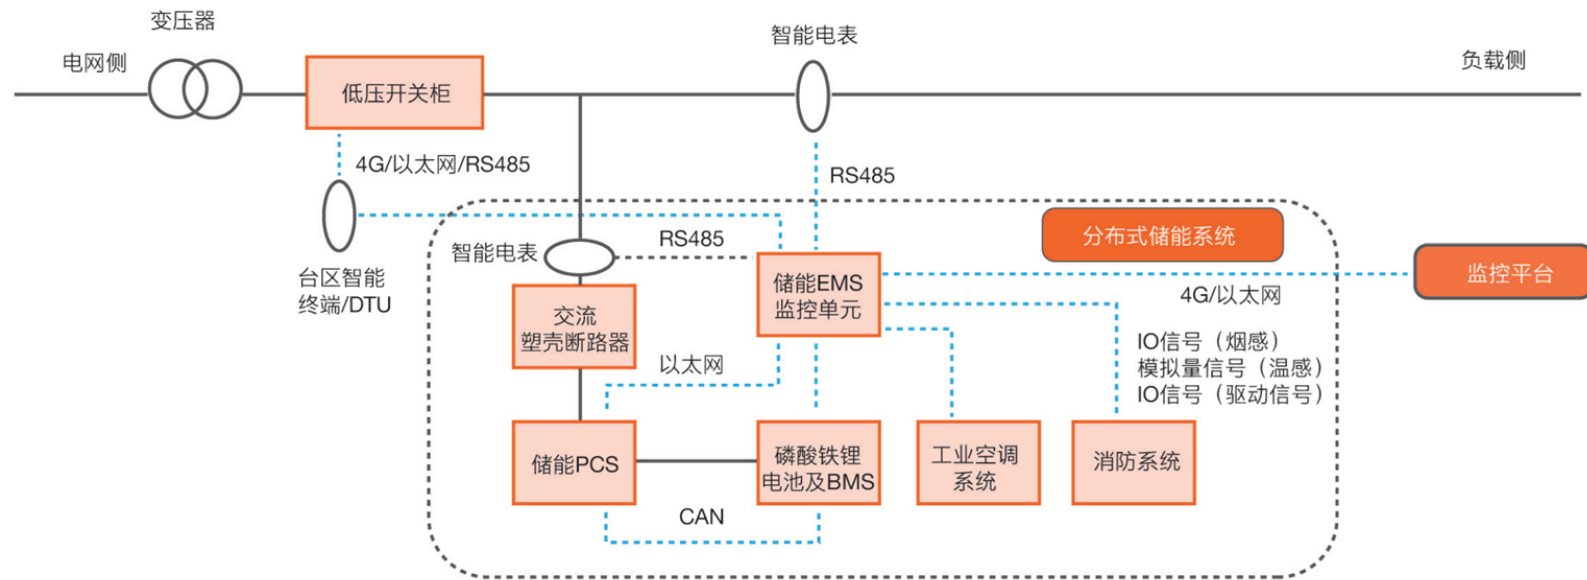 变压器
智能电表
电网侧
负载侧
低压开关柜
4G/以太网/RS485
RS485
分布式储能系统
智能电表
RS485
台区智能
终端/DTU
储能EMS
监控单元
监控平台
4G/以太网
交流
塑壳断路器
以太网
IO信号（烟感）
模拟量信号（温感）
IO信号（驱动信号）
储能PCS
磷酸铁锂
电池及BMS
工业空调
系统
消防系统
CAN